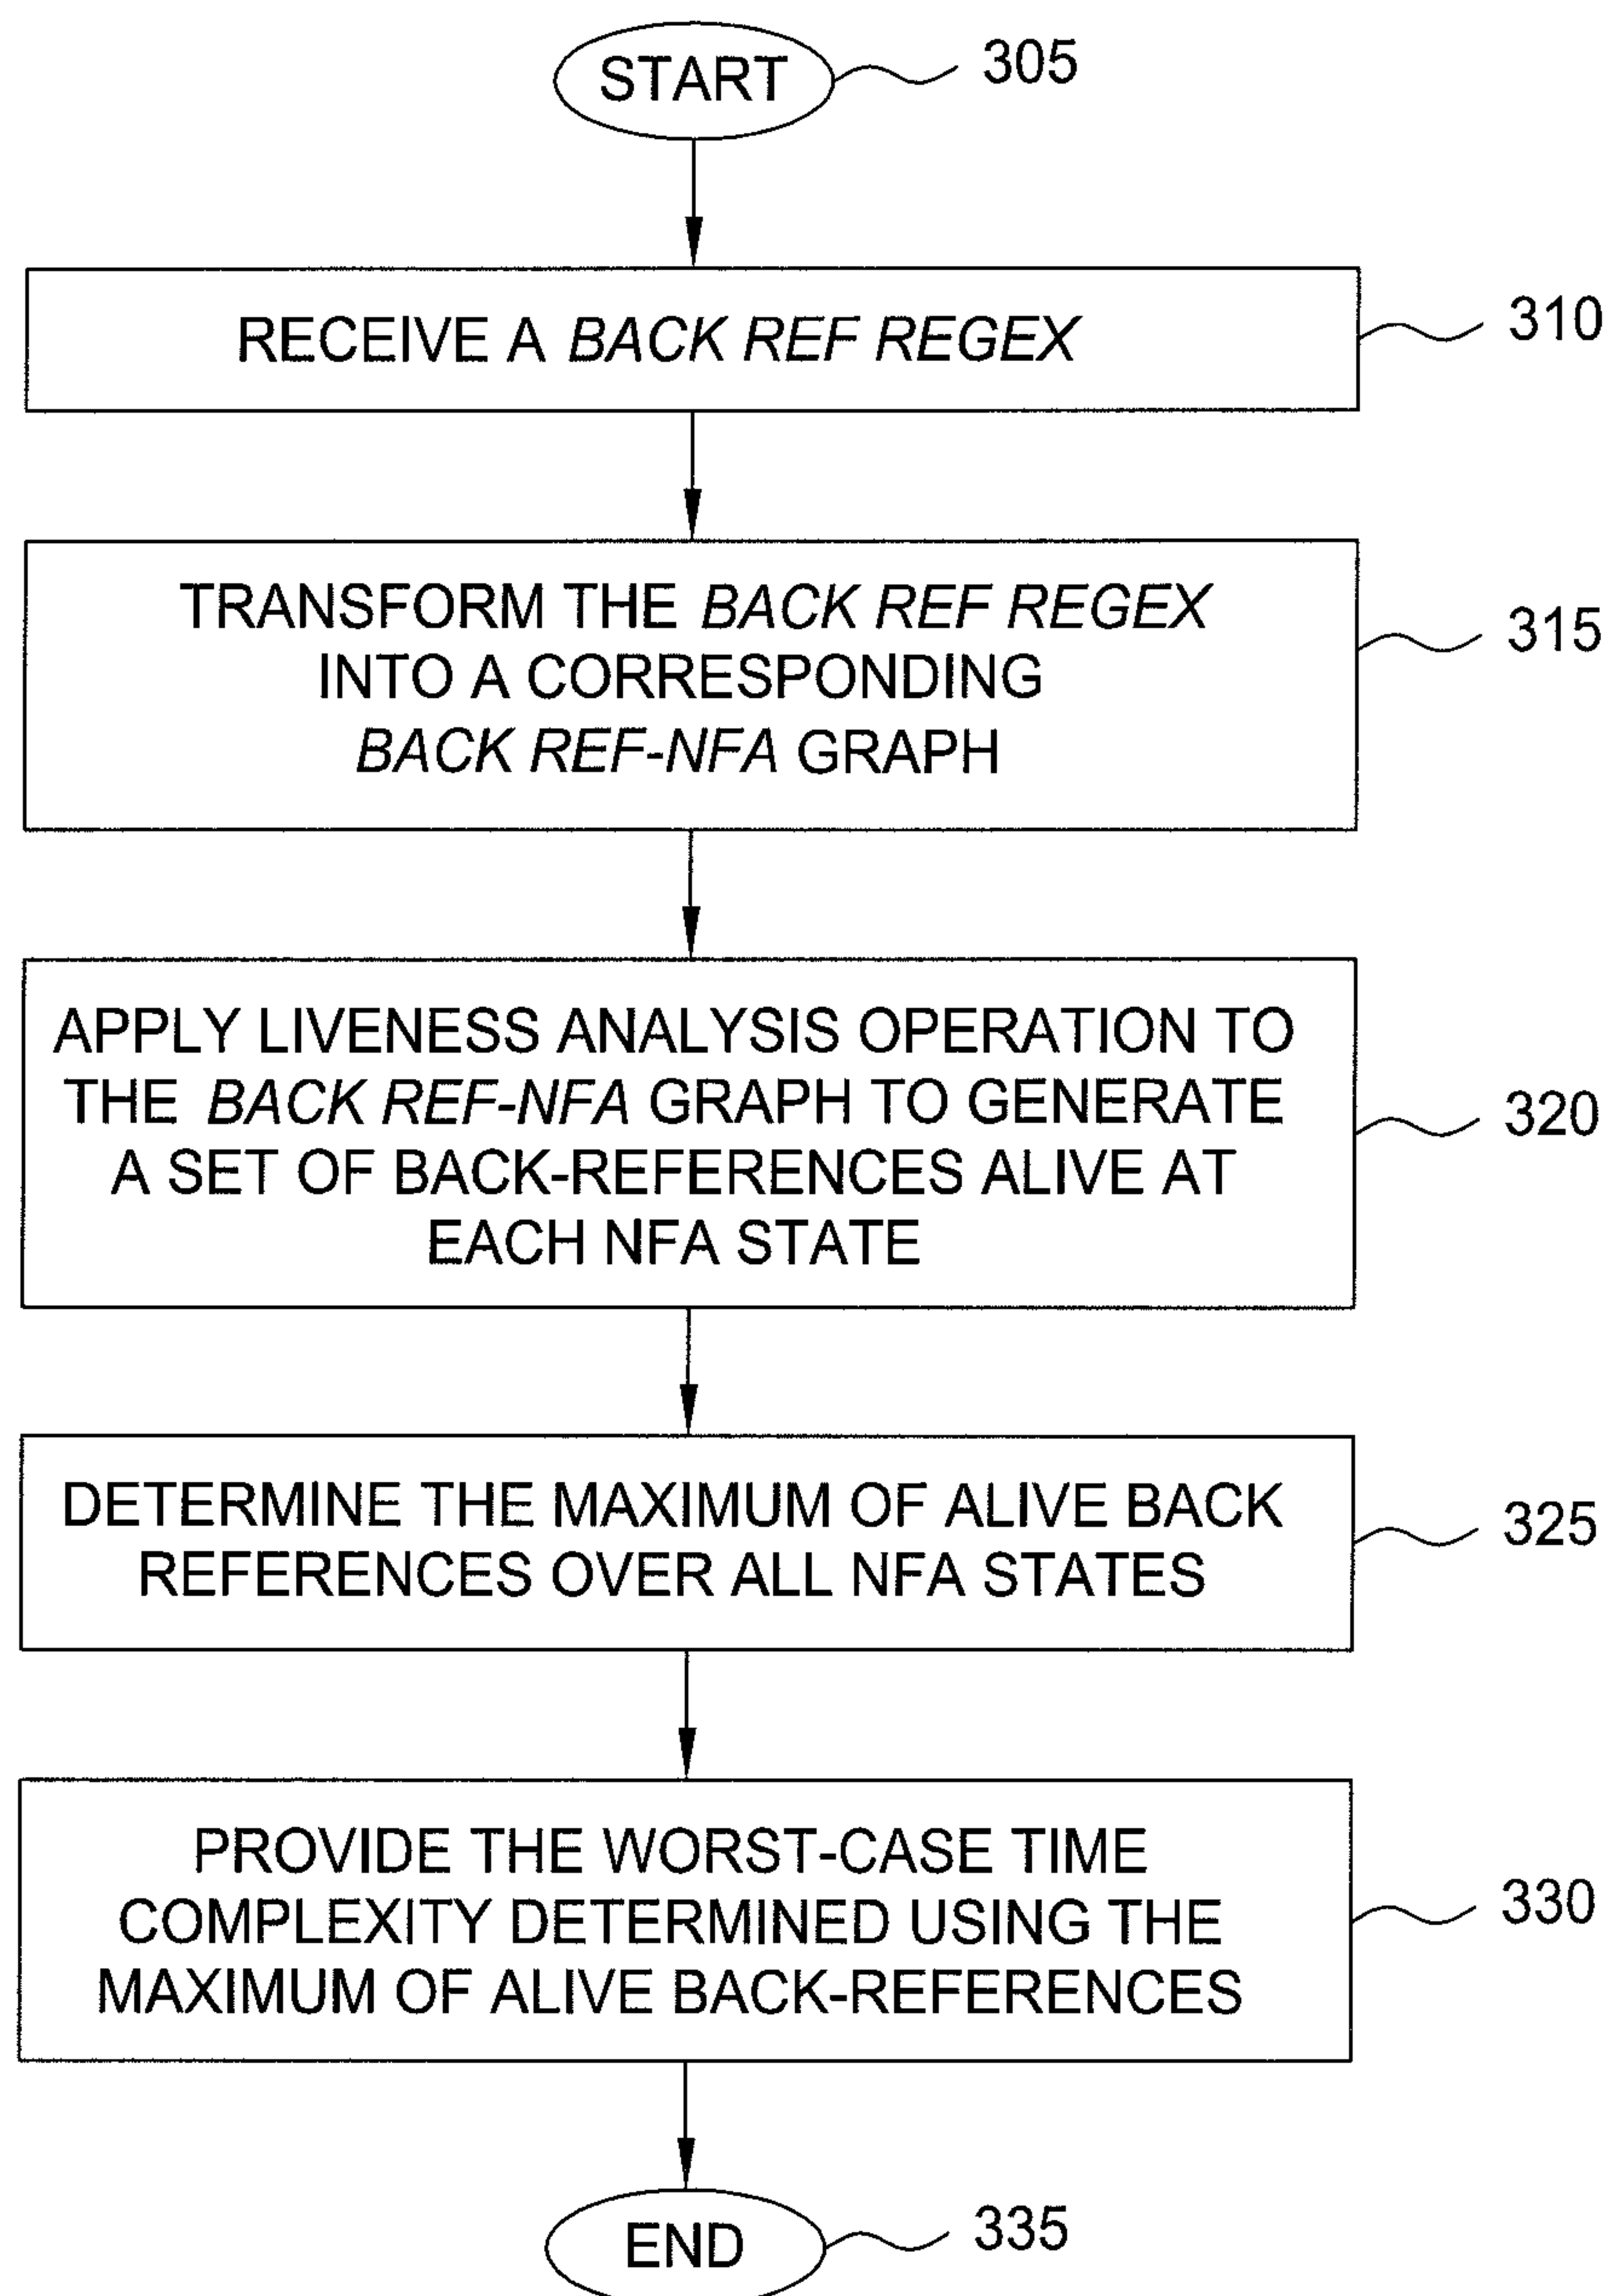 START
305
RECEIVE A BACK REF REGEX
310
TRANSFORM THE BACK REF REGEX
INTO A CORRESPONDING
BACK REF-NFA GRAPH
315
APPLY LIVENESS ANALYSIS OPERATION TO
THE BACK REF-NFA GRAPH TO GENERATE
A SET OF BACK-REFERENCES ALIVE AT
EACH NFA STATE
320
DETERMINE THE MAXIMUM OF ALIVE BACK
REFERENCES OVER ALL NFA STATES
325
PROVIDE THE WORST-CASE TIME
COMPLEXITY DETERMINED USING THE
MAXIMUM OF ALIVE BACK-REFERENCES
330
END
335